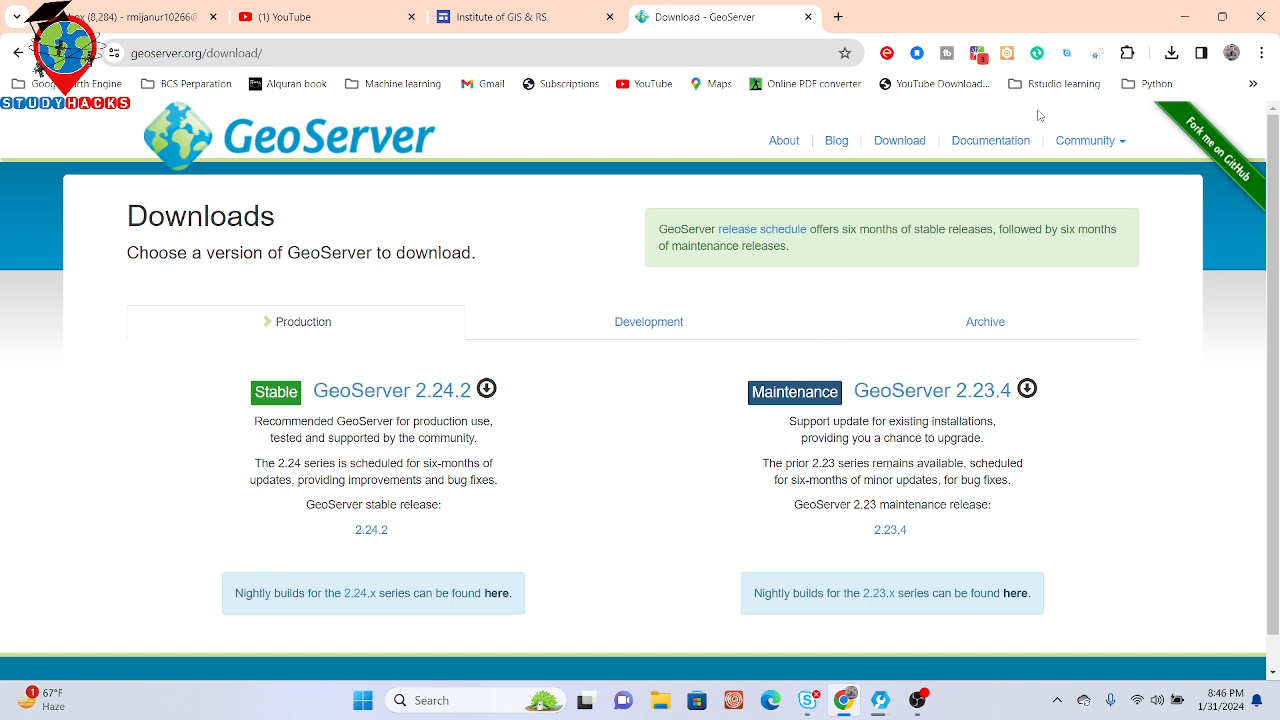 box (8,284) - mijanur10266@
YouTube
Institute of GIS & RS
Download - GeoServer
geoserver.org/download/
Google Earth Engine
BCS Preparation
Alquran book
Machine learning
Gmail
Subscriptions
YouTube
Maps
Online PDF converter
YouTube Download...
Rstudio learning
Python
»
STUDYHACKS
GeoServer
About
Blog
Download
Documentation
Community
Fork me on GitHub
Downloads
Choose a version of GeoServer to download.
GeoServer release schedule offers six months of stable releases, followed by six months
of maintenance releases.
Production
Development
Archive
Stable GeoServer 2.24.2
Recommended GeoServer for production use,
tested and supported by the community.
The 2.24 series is scheduled for six-months of
updates, providing improvements and bug fixes.
GeoServer stable release:
2.24.2
Nightly builds for the 2.24.x series can be found here.
Maintenance GeoServer 2.23.4
Support update for existing installations,
providing you a chance to upgrade.
The prior 2.23 series remains available, scheduled
for six-months of minor updates, for bug fixes.
GeoServer 2.23 maintenance release:
2.23.4
Nightly builds for the 2.23.x series can be found here.
1
67°F
Haze
Search
8:46 PM
1/31/2024